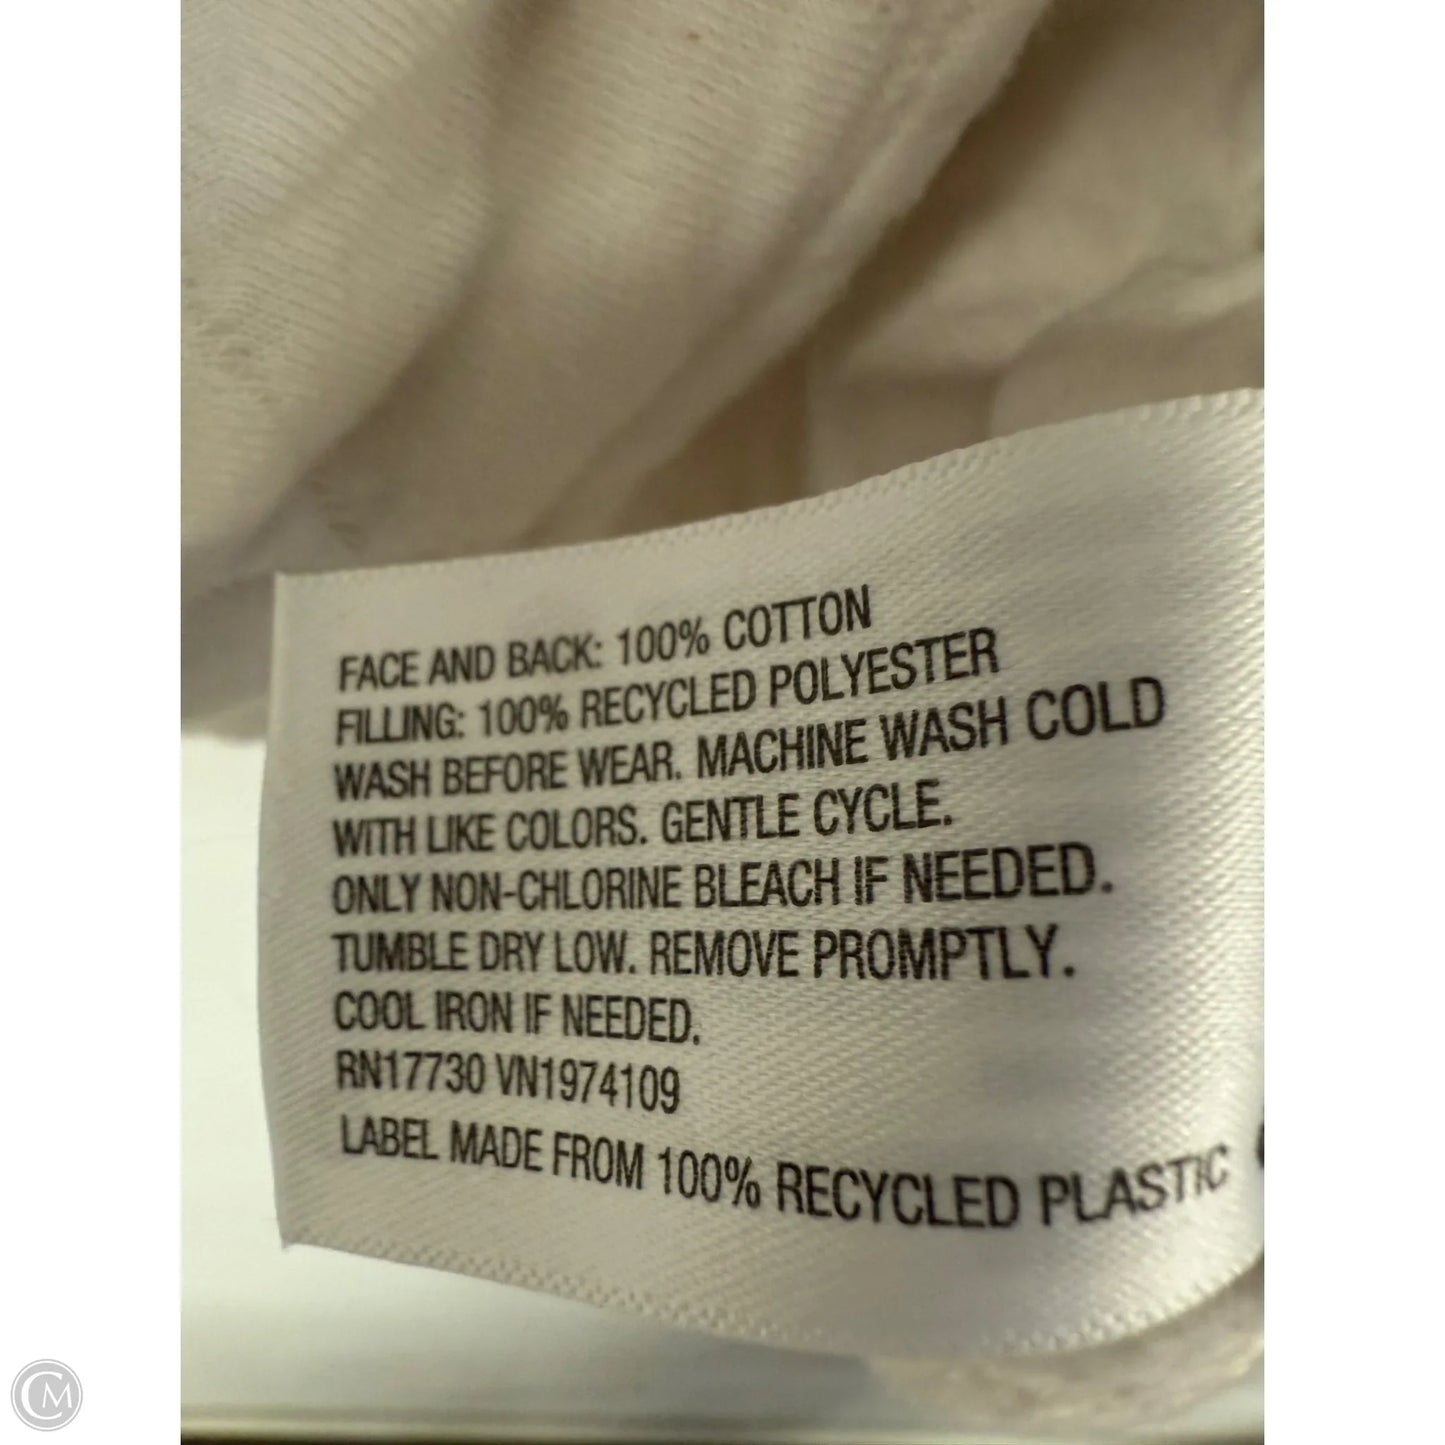 FACE AND BACK: 100% COTTON
FILLING: 100% RECYCLED POLYESTER
WASH BEFORE WEAR. MACHINE WASH COLD
WITH LIKE COLORS. GENTLE CYCLE.
ONLY NON-CHLORINE BLEACH IF NEEDED.
TUMBLE DRY LOW. REMOVE PROMPTLY.
COOL IRON IF NEEDED.
RN17730 VN1974109
LABEL MADE FROM 100% RECYCLED PLASTIC
CM